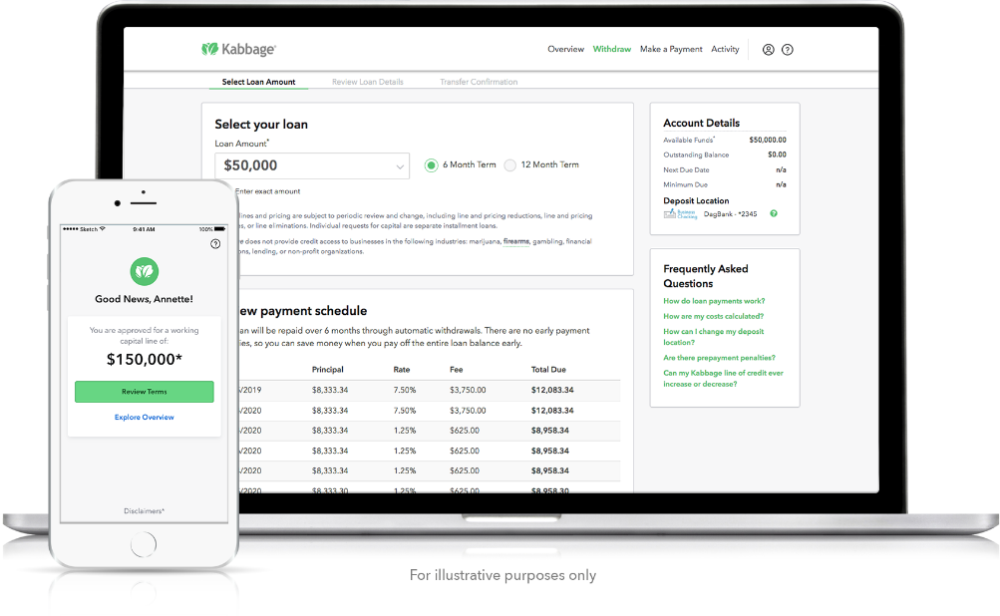 Kabbage®
Overview Withdraw Make a Payment Activity
Select Loan Amount Review Loan Details Transfer Confirmation
Select your loan
Loan Amount*
$50,000
6 Month Term 12 Month Term
Enter exact amount
lines and pricing are subject to periodic review and change, including line and pricing reductions, line and pricing
es, or line eliminations. Individual requests for capital are separate installment loans.
does not provide credit access to businesses in the following industries: marijuana, firearms, gambling, financial
ons, lending, or non-profit organizations.
ew payment schedule
an will be repaid over 6 months through automatic withdrawals. There are no early payment
ies, so you can save money when you pay off the entire loan balance early.
Principal Rate Fee Total Due
/2019 $8,333.34 7.50% $3,750.00 $12,083.34
/2020 $8,333.34 7.50% $3,750.00 $12,083.34
/2020 $8,333.34 1.25% $625.00 $8,958.34
/2020 $8,333.34 1.25% $625.00 $8,958.34
/2020 $8,333.34 1.25% $625.00 $8,958.34
/2020 $8,333.30 1.25% $625.00 $8,958.30
Account Details
Available Funds* $50,000.00
Outstanding Balance $0.00
Next Due Date n/a
Minimum Due n/a
Deposit Location
Business Checking DagBank - *2345 ?
Frequently Asked
Questions
How do loan payments work?
How are my costs calculated?
How can I change my deposit
location?
Are there prepayment penalties?
Can my Kabbage line of credit ever
increase or decrease?
Sketch 9:41 AM 100%
?
Good News, Annette!
You are approved for a working
capital line of:
$150,000*
Review Terms
Explore Overview
Disclaimers*
For illustrative purposes only